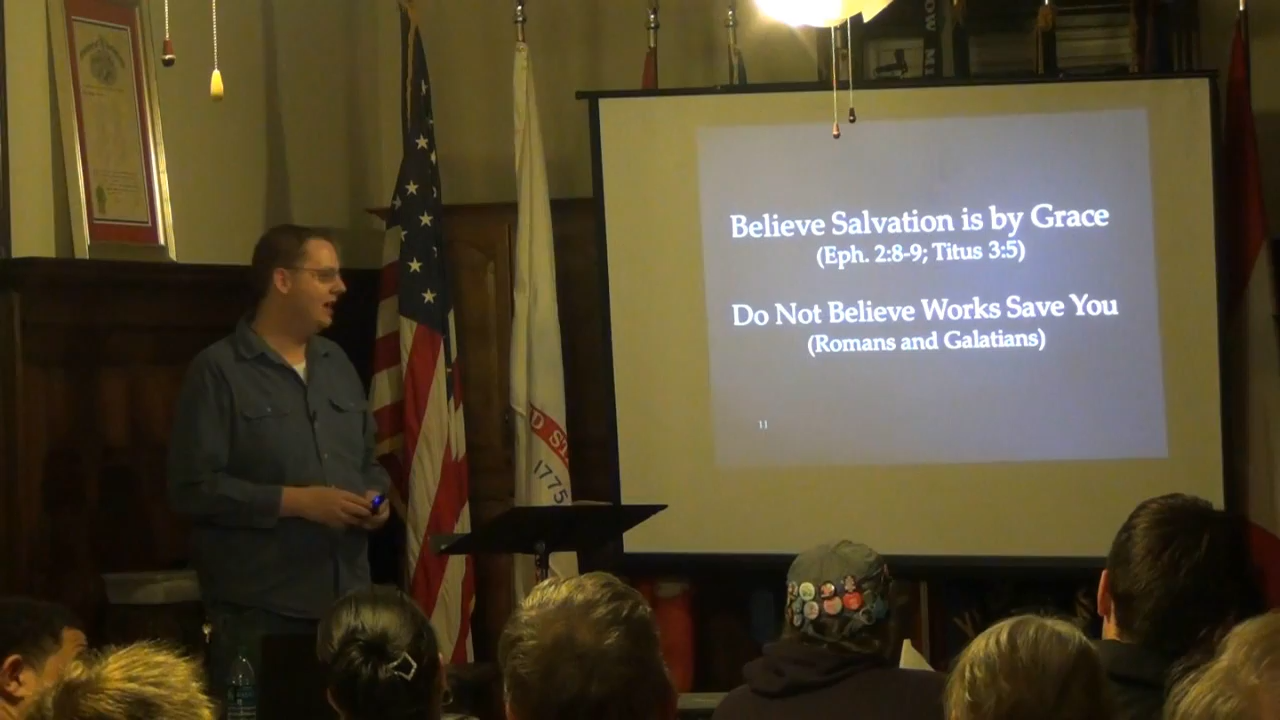 Believe Salvation is by Grace
(Eph. 2:8-9; Titus 3:5)
Do Not Believe Works Save You
(Romans and Galatians)
11
1775